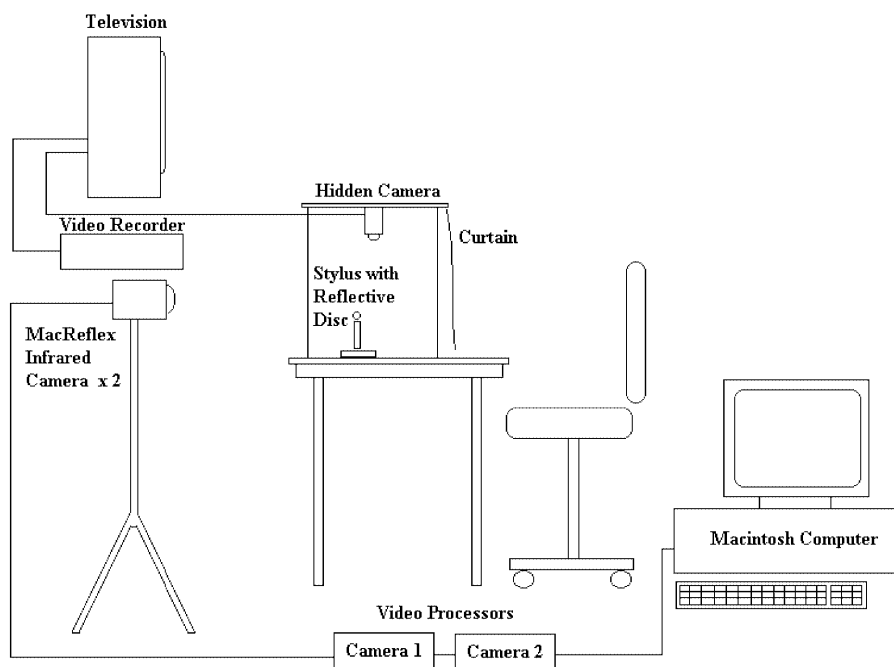 Television
Hidden Camera
Video Recorder
Curtain
Stylus with
Reflective
Disc
MacReflex
Infrared
Camera x 2
Macintosh Computer
Video Processors
Camera 1
Camera 2